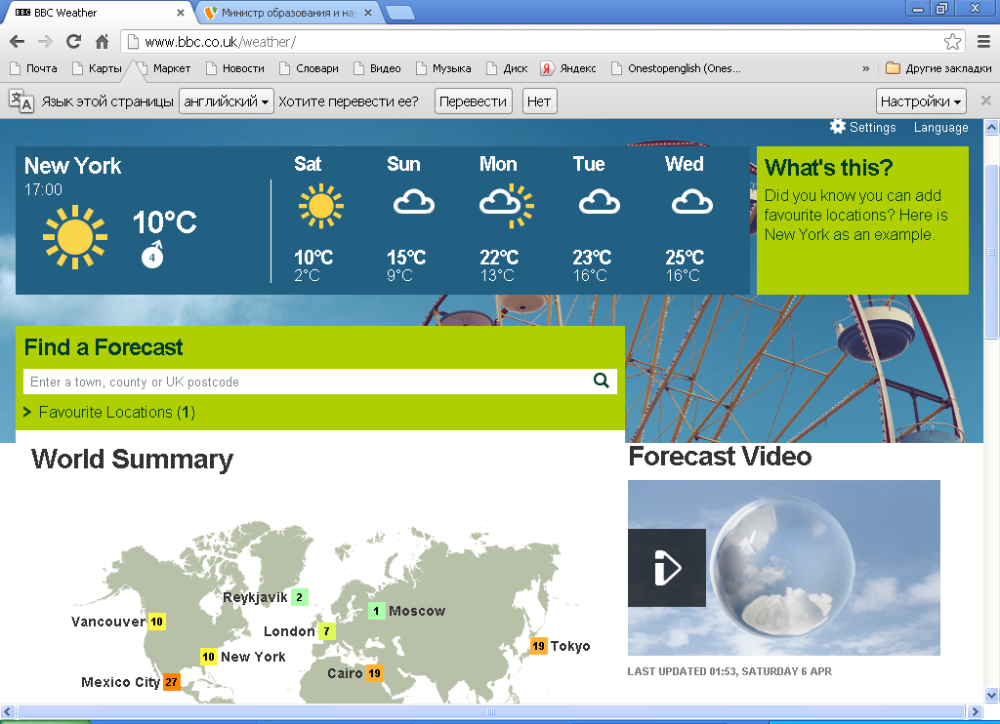 BBC BBC Weather
Министр образования и на
www.bbc.co.uk/weather/
Почта Карты Маркет Новости Словари Видео Музыка Диск Яндекс Onestopenglish (Ones... » Другие закладки
Язык этой страницы английский Хотите перевести ее? Перевести Нет Настройки
Settings Language
New York
17:00
10°C
4
Sat Sun Mon Tue Wed
10°C 15°C 22°C 23°C 25°C
2°C 9°C 13°C 16°C 16°C
What's this?
Did you know you can add
favourite locations? Here is
New York as an example.
Find a Forecast
Enter a town, county or UK postcode
> Favourite Locations (1)
World Summary
Forecast Video
Reykjavik 2
1 Moscow
Vancouver 10
London 7
19 Tokyo
10 New York
Cairo 19
Mexico City 27
LAST UPDATED 01:53, SATURDAY 6 APR